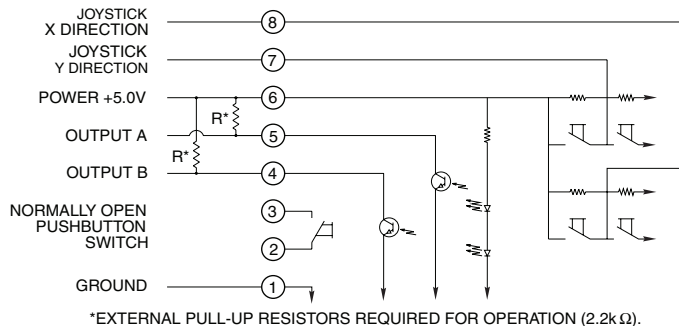 JOYSTICK
X DIRECTION
8
JOYSTICK
Y DIRECTION
7
POWER +5.0V
6
R*
OUTPUT A
5
R*
OUTPUT B
4
NORMALLY OPEN
PUSHBUTTON
SWITCH
3
2
GROUND
1
*EXTERNAL PULL-UP RESISTORS REQUIRED FOR OPERATION (2.2kΩ).